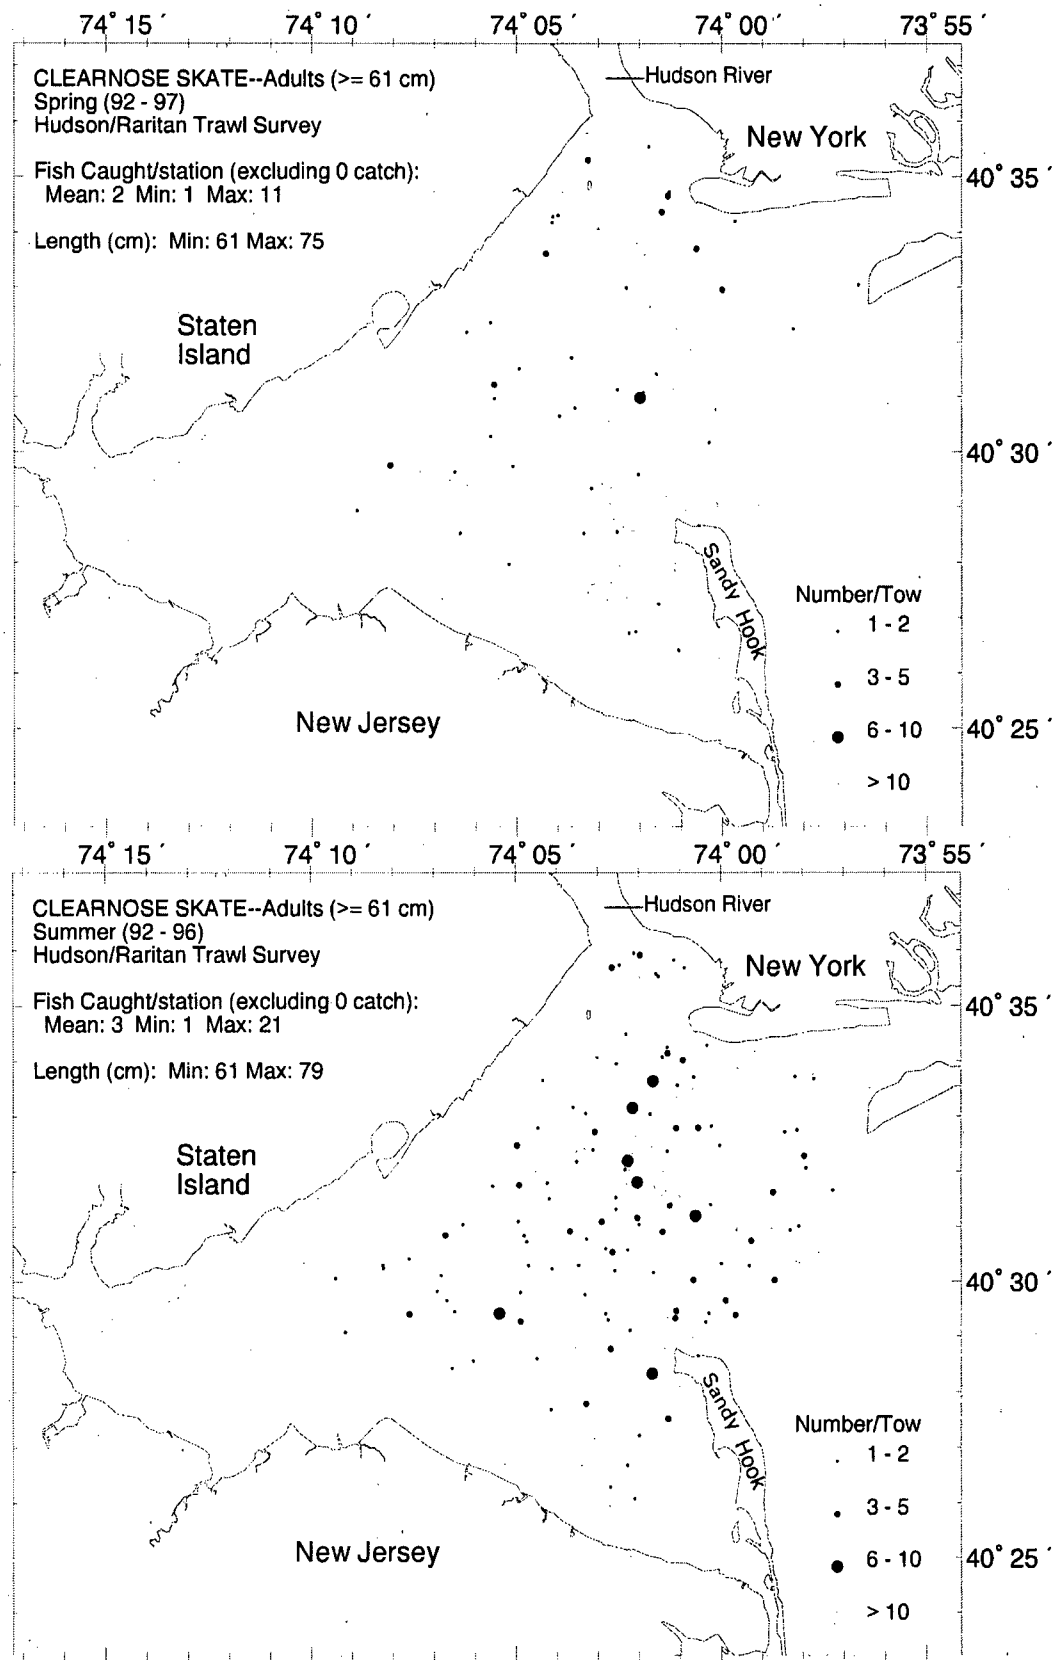 74° 15 ′ 74° 10 ′ 74° 05 ′ 74° 00 ′ 73° 55 ′
CLEARNOSE SKATE--Adults (>= 61 cm)
Spring (92 - 97)
Hudson/Raritan Trawl Survey
Fish Caught/station (excluding 0 catch):
Mean: 2 Min: 1 Max: 11
Length (cm): Min: 61 Max: 75
Hudson River
New York
40° 35 ′
Staten
Island
40° 30 ′
Sandy Hook
New Jersey
Number/Tow
1 - 2
3 - 5
6 - 10
> 10
40° 25 ′
74° 15 ′ 74° 10 ′ 74° 05 ′ 74° 00 ′ 73° 55 ′
CLEARNOSE SKATE--Adults (>= 61 cm)
Summer (92 - 96)
Hudson/Raritan Trawl Survey
Fish Caught/station (excluding 0 catch):
Mean: 3 Min: 1 Max: 21
Length (cm): Min: 61 Max: 79
Hudson River
New York
40° 35 ′
Staten
Island
40° 30 ′
Sandy Hook
New Jersey
Number/Tow
1 - 2
3 - 5
6 - 10
> 10
40° 25 ′